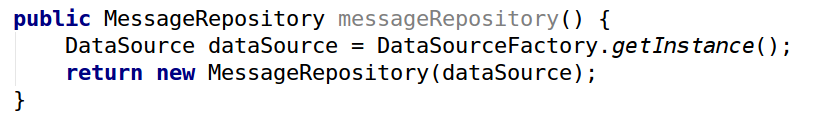 public MessageRepository messageRepository() {
    DataSource dataSource = DataSourceFactory.getInstance();
    return new MessageRepository(dataSource);
}